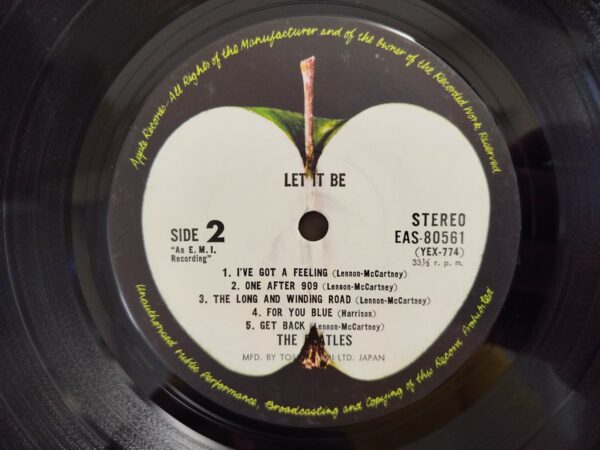 Apple Records · All Rights of the Manufacturer and of the Owner of the Recorded Work Reserved
LET IT BE
SIDE 2
"An E. M. I.
Recording"
STEREO
EAS-80561
(YEX-774)
33⅓ r. p. m.
1. I'VE GOT A FEELING (Lennon-McCartney)
2. ONE AFTER 909 (Lennon-McCartney)
3. THE LONG AND WINDING ROAD (Lennon-McCartney)
4. FOR YOU BLUE (Harrison)
5. GET BACK (Lennon-McCartney)
THE BEATLES
MFD. BY EMI LTD. JAPAN
Unauthorized Public Performance, Broadcasting and Copying of this Record Prohibited